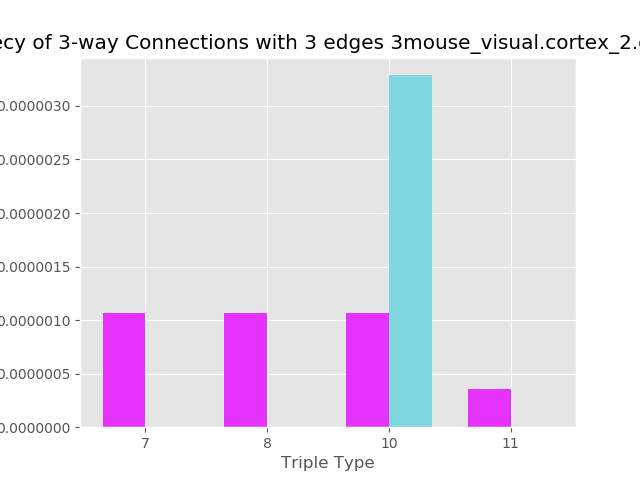 ecy of 3-way Connections with 3 edges 3mouse_visual.cortex_2.
0.0000030
0.0000025
0.0000020
0.0000015
0.0000010
0.0000005
0.0000000
7 8 10 11
Triple Type